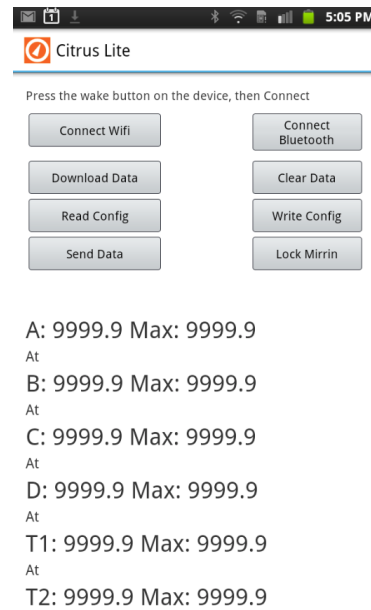 1
5:05 PM
Citrus Lite
Press the wake button on the device, then Connect
Connect Wifi
Connect
Bluetooth
Download Data
Clear Data
Read Config
Write Config
Send Data
Lock Mirrin
A: 9999.9 Max: 9999.9
At
B: 9999.9 Max: 9999.9
At
C: 9999.9 Max: 9999.9
At
D: 9999.9 Max: 9999.9
At
T1: 9999.9 Max: 9999.9
At
T2: 9999.9 Max: 9999.9